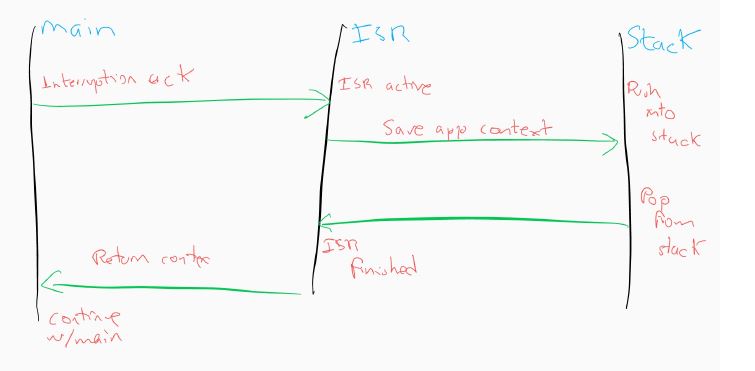 Main
ISR
Stack
Interruption ack
ISR active
Save app context
into
stack
Pop
from
stack
ISR
finished
Return contex
continue
w/main